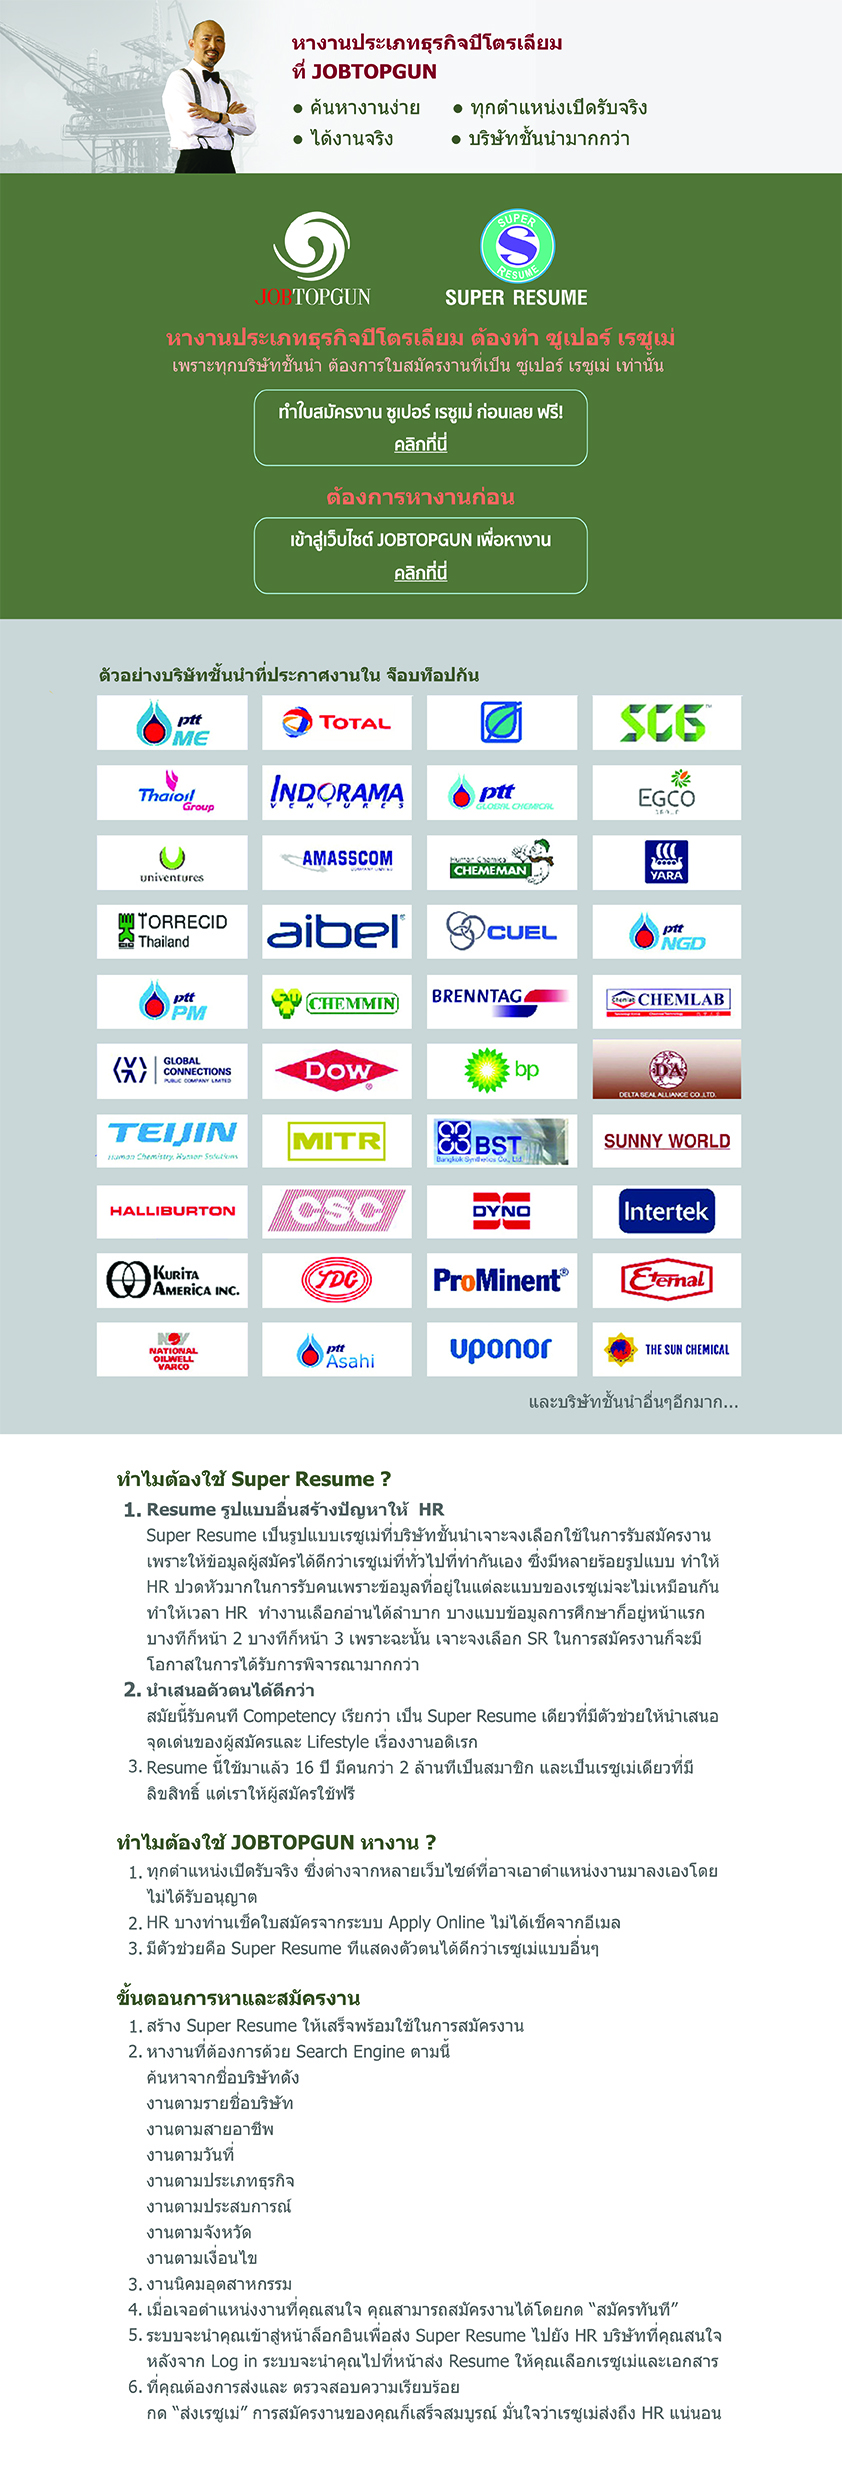 หางานประเภทธุรกิจปิโตรเลียม
ที่ JOBTOPGUN
● ค้นหางานง่าย ● ทุกตำแหน่งเปิดรับจริง
● ได้งานจริง ● บริษัทชั้นนำมากกว่า
JOBTOPGUN
SUPER S RESUME
SUPER RESUME
หางานประเภทธุรกิจปิโตรเลียม ต้องทำ ซูเปอร์ เรซูเม่
เพราะทุกบริษัทชั้นนำ ต้องการใบสมัครงานที่เป็น ซูเปอร์ เรซูเม่ เท่านั้น
ทำใบสมัครงาน ซูเปอร์ เรซูเม่ ก่อนเลย ฟรี!
คลิกที่นี่
ต้องการหางานก่อน
เข้าสู่เว็บไซต์ JOBTOPGUN เพื่อหางาน
คลิกที่นี่
ตัวอย่างบริษัทชั้นนำที่ประกาศงานใน จ๊อบท็อปกัน
ptt ME
TOTAL
SCG™
Thaioil Group
INDORAMA VENTURES
ptt GLOBAL CHEMICAL
EGCO
univentures
AMASSCOM
Human Chemical CHEMEMAN
YARA
TORRECID Thailand
aibel®
CUEL
ptt NGD
ptt PM
CHEMMIN
BRENNTAG
CHEMLAB
GLOBAL CONNECTIONS PUBLIC COMPANY LIMITED
DOW®
bp
DA DELTA SEAL ALLIANCE CO.,LTD.
TEIJIN Human Chemistry, Human Solutions
MITR
BST Bangkok Synthetics Co., Ltd.
SUNNY WORLD
HALLIBURTON
CSC
DYNO
Intertek
KURITA AMERICA INC.
TDG
ProMinent®
Eternal
NOV NATIONAL OILWELL VARCO
ptt Asahi
uponor
THE SUN CHEMICAL
และบริษัทชั้นนำอื่นๆอีกมาก...
ทำไมต้องใช้ Super Resume ?
1. Resume รูปแบบอื่นสร้างปัญหาให้ HR
Super Resume เป็นรูปแบบเรซูเม่ที่บริษัทชั้นนำเจาะจงเลือกใช้ในการรับสมัครงาน
เพราะให้ข้อมูลผู้สมัครได้ดีกว่าเรซูเม่ที่ทั่วไปที่ทำกันเอง ซึ่งมีหลายร้อยรูปแบบ ทำให้
HR ปวดหัวมากในการรับคนเพราะข้อมูลที่อยู่ในแต่ละแบบของเรซูเม่จะไม่เหมือนกัน
ทำให้เวลา HR ทำงานเลือกอ่านได้ลำบาก บางแบบข้อมูลการศึกษาก็อยู่หน้าแรก
บางทีก็หน้า 2 บางทีก็หน้า 3 เพราะฉะนั้น เจาะจงเลือก SR ในการสมัครงานก็จะมี
โอกาสในการได้รับการพิจารณามากกว่า
2. นำเสนอตัวตนได้ดีกว่า
สมัยนี้รับคนที่ Competency เรียกว่า เป็น Super Resume เดียวที่มีตัวช่วยให้นำเสนอ
จุดเด่นของผู้สมัครและ Lifestyle เรื่องงานอดิเรก
3. Resume นี้ใช้มาแล้ว 16 ปี มีคนกว่า 2 ล้านที่เป็นสมาชิก และเป็นเรซูเม่เดียวที่มี
ลิขสิทธิ์ แต่เราให้ผู้สมัครใช้ฟรี
ทำไมต้องใช้ JOBTOPGUN หางาน ?
1. ทุกตำแหน่งเปิดรับจริง ซึ่งต่างจากหลายเว็บไซต์ที่อาจเอาตำแหน่งงานมาลงเองโดย
ไม่ได้รับอนุญาต
2. HR บางท่านเช็คใบสมัครจากระบบ Apply Online ไม่ได้เช็คจากอีเมล
3. มีตัวช่วยคือ Super Resume ที่แสดงตัวตนได้ดีกว่าเรซูเม่แบบอื่นๆ
ขั้นตอนการหาและสมัครงาน
1. สร้าง Super Resume ให้เสร็จพร้อมใช้ในการสมัครงาน
2. หางานที่ต้องการด้วย Search Engine ตามนี้
ค้นหาจากชื่อบริษัทดัง
งานตามรายชื่อบริษัท
งานตามสายอาชีพ
งานตามวันที่
งานตามประเภทธุรกิจ
งานตามประสบการณ์
งานตามจังหวัด
งานตามเงื่อนไข
3. งานนิคมอุตสาหกรรม
4. เมื่อเจอตำแหน่งงานที่คุณสนใจ คุณสามารถสมัครงานได้โดยกด “สมัครทันที”
5. ระบบจะนำคุณเข้าสู่หน้าล็อกอินเพื่อส่ง Super Resume ไปยัง HR บริษัทที่คุณสนใจ
หลังจาก Log in ระบบจะนำคุณไปที่หน้าส่ง Resume ให้คุณเลือกเรซูเม่และเอกสาร
6. ที่คุณต้องการส่งและ ตรวจสอบความเรียบร้อย
กด “ส่งเรซูเม่” การสมัครงานของคุณก็เสร็จสมบูรณ์ มั่นใจว่าเรซูเม่ส่งถึง HR แน่นอน